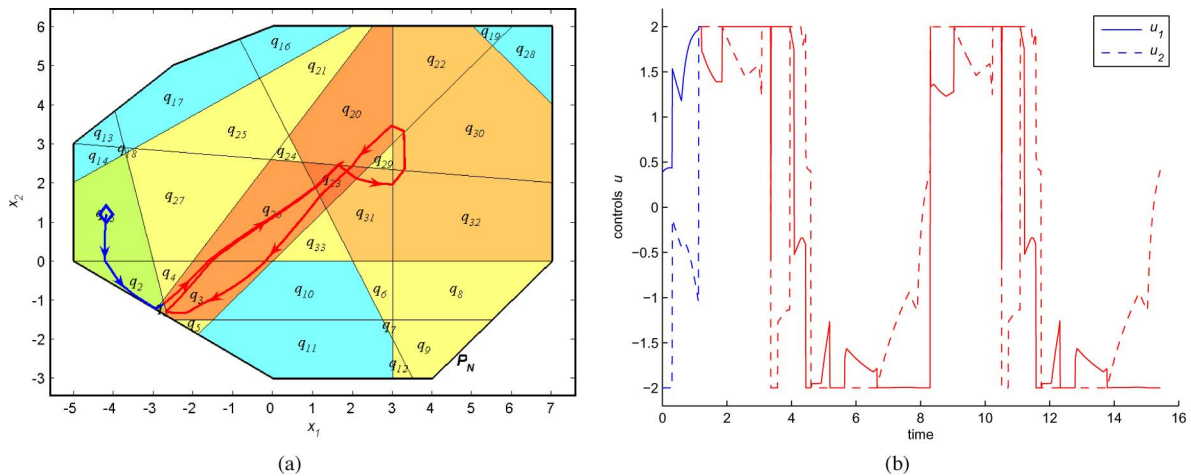 6
5
4
3
2
1
0
-1
-2
-3
x2
-5 -4 -3 -2 -1 0 1 2 3 4 5 6 7
x1
q16
q19
q28
q21
q22
q17
q20
q13
q25
q30
q14
q18
q24
q29
q23
q27
q26
q31
q32
q33
q4
q2
q3
q10
q6
q8
q5
q7
q11
q9
q12
PN
(a)
u1
u2
2
1.5
1
0.5
0
−0.5
−1
−1.5
−2
controls u
0 2 4 6 8 10 12 14 16
time
(b)